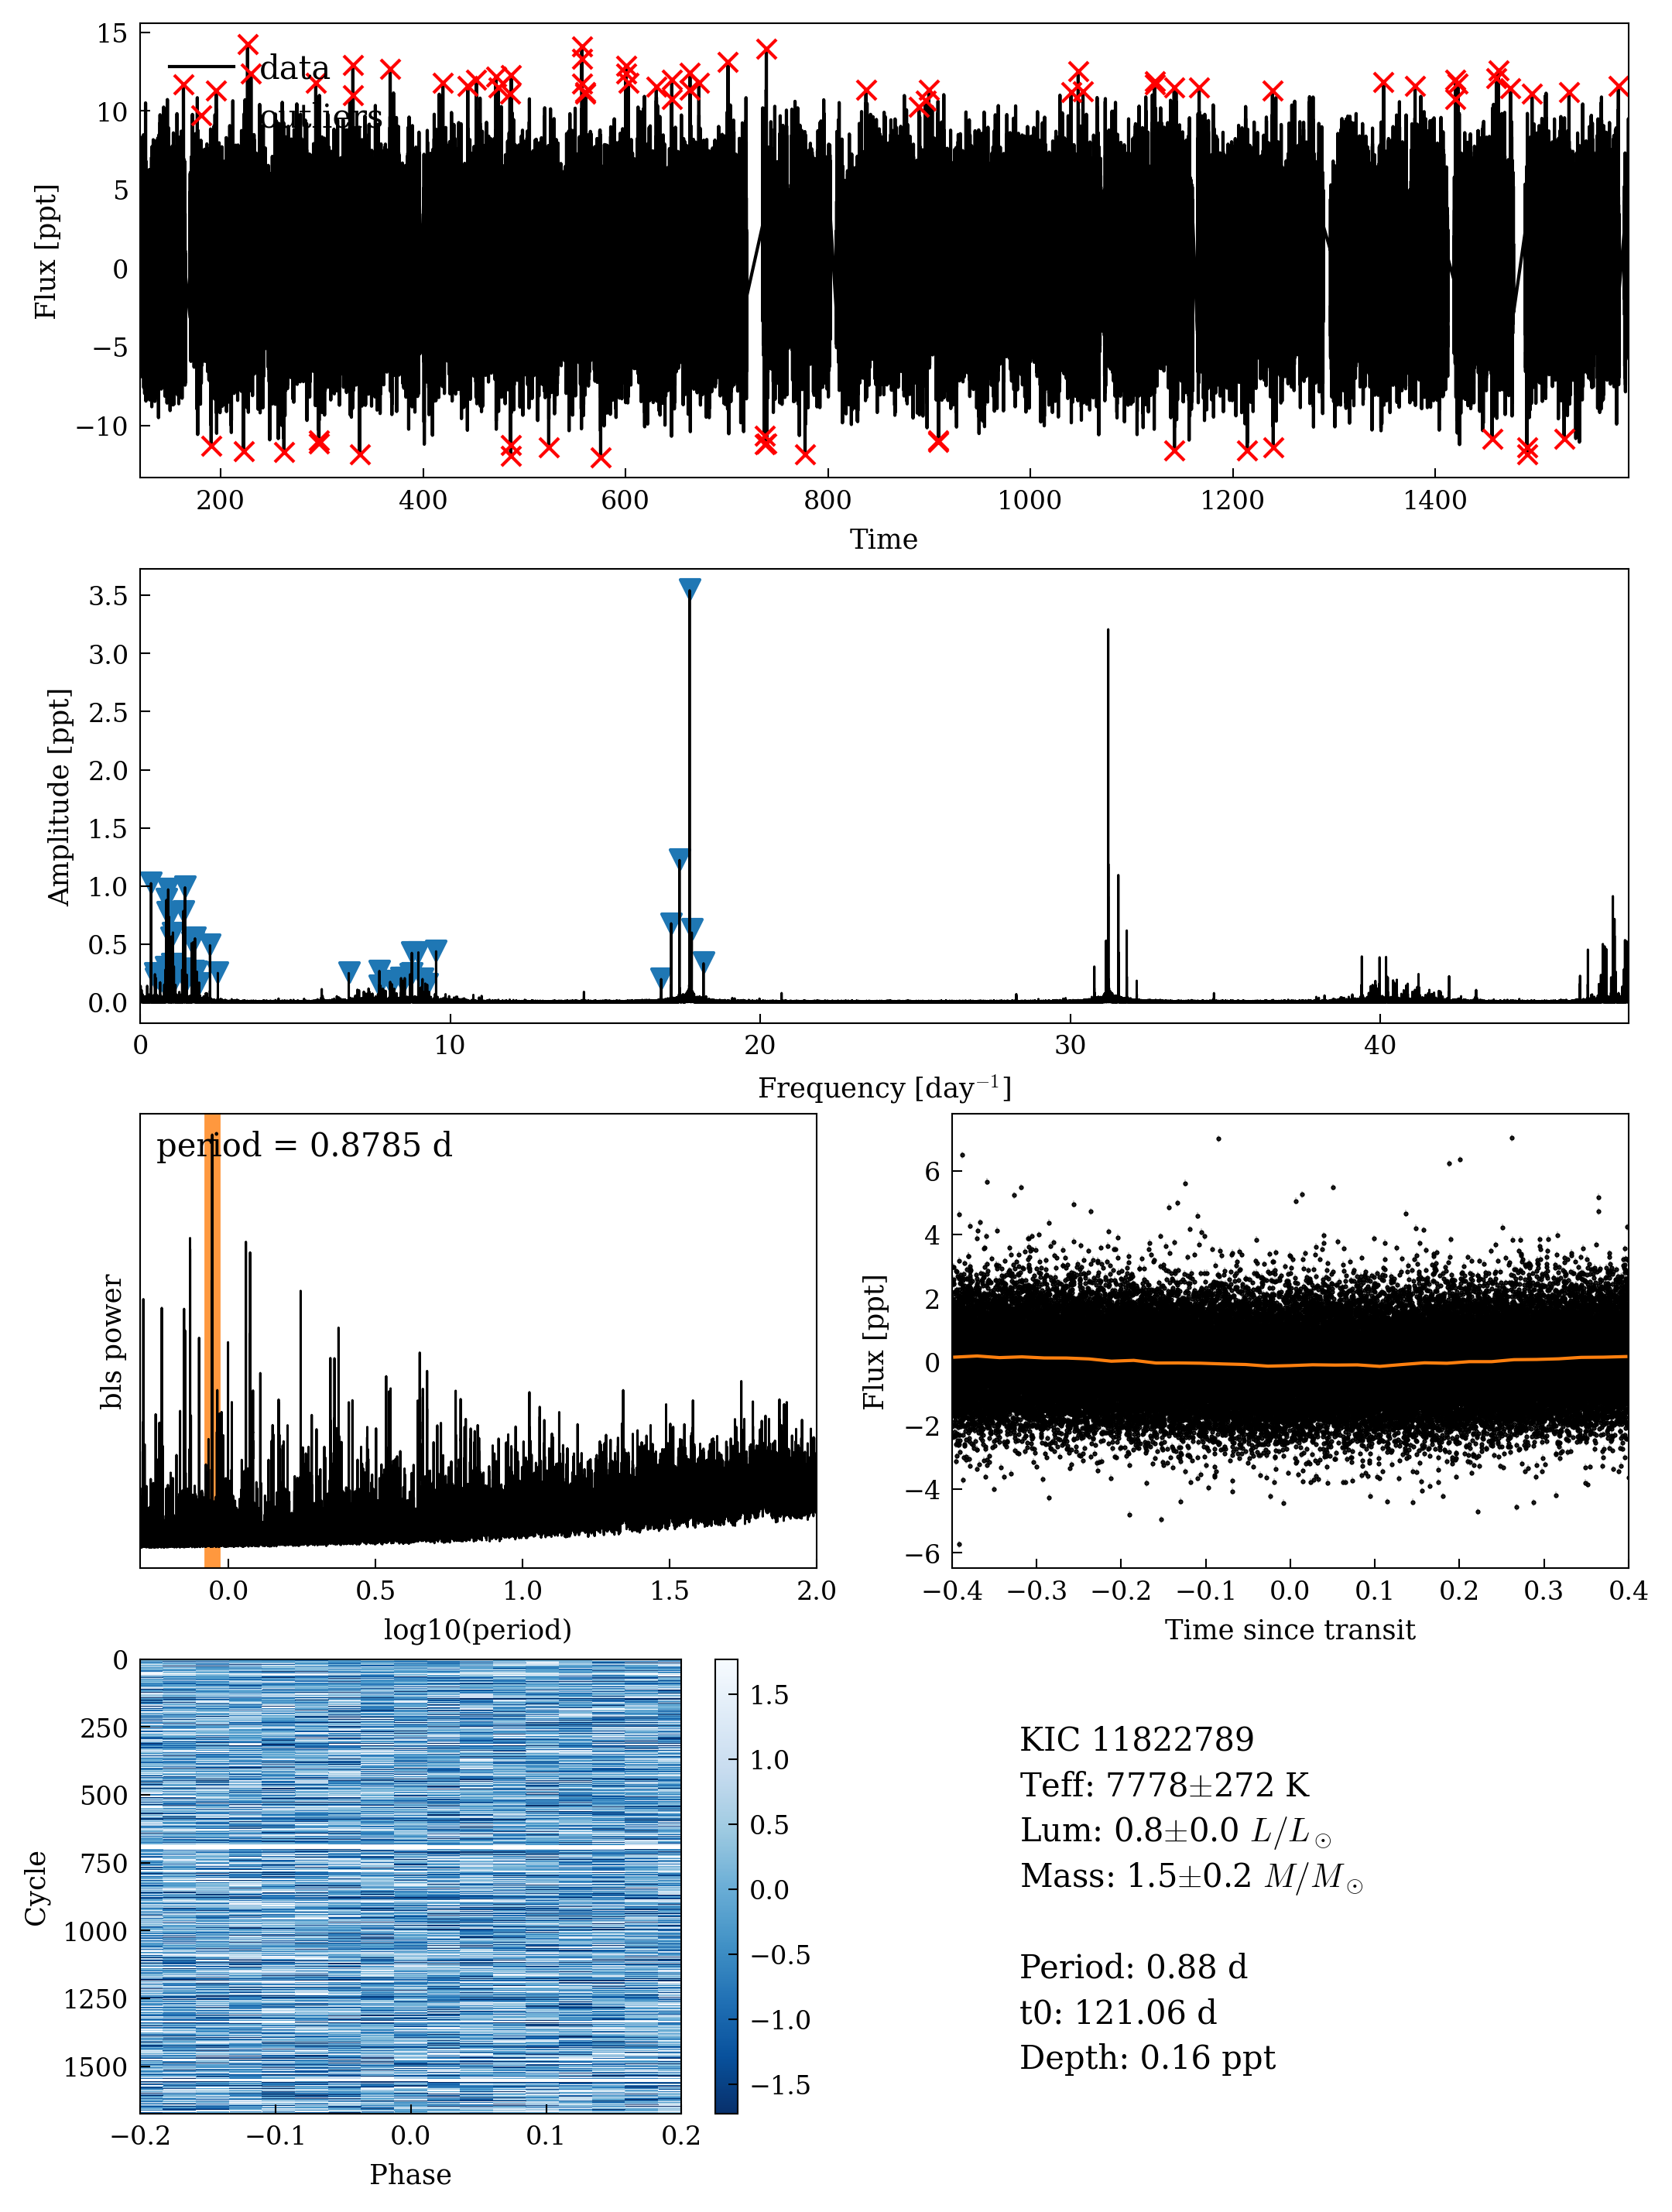 15
10
5
0
−5
−10
Flux [ppt]
data
outliers
200 400 600 800 1000 1200 1400
Time
3.5
3.0
2.5
2.0
1.5
1.0
0.5
0.0
Amplitude [ppt]
0 10 20 30 40
Frequency [day⁻¹]
period = 0.8785 d
bls power
0.0 0.5 1.0 1.5 2.0
log10(period)
6
4
2
0
−2
−4
−6
Flux [ppt]
−0.4 −0.3 −0.2 −0.1 0.0 0.1 0.2 0.3 0.4
Time since transit
0
250
500
750
1000
1250
1500
Cycle
−0.2 −0.1 0.0 0.1 0.2
Phase
1.5
1.0
0.5
0.0
−0.5
−1.0
−1.5
KIC 11822789
Teff: 7778±272 K
Lum: 0.8±0.0 L/L☉
Mass: 1.5±0.2 M/M☉
Period: 0.88 d
t0: 121.06 d
Depth: 0.16 ppt